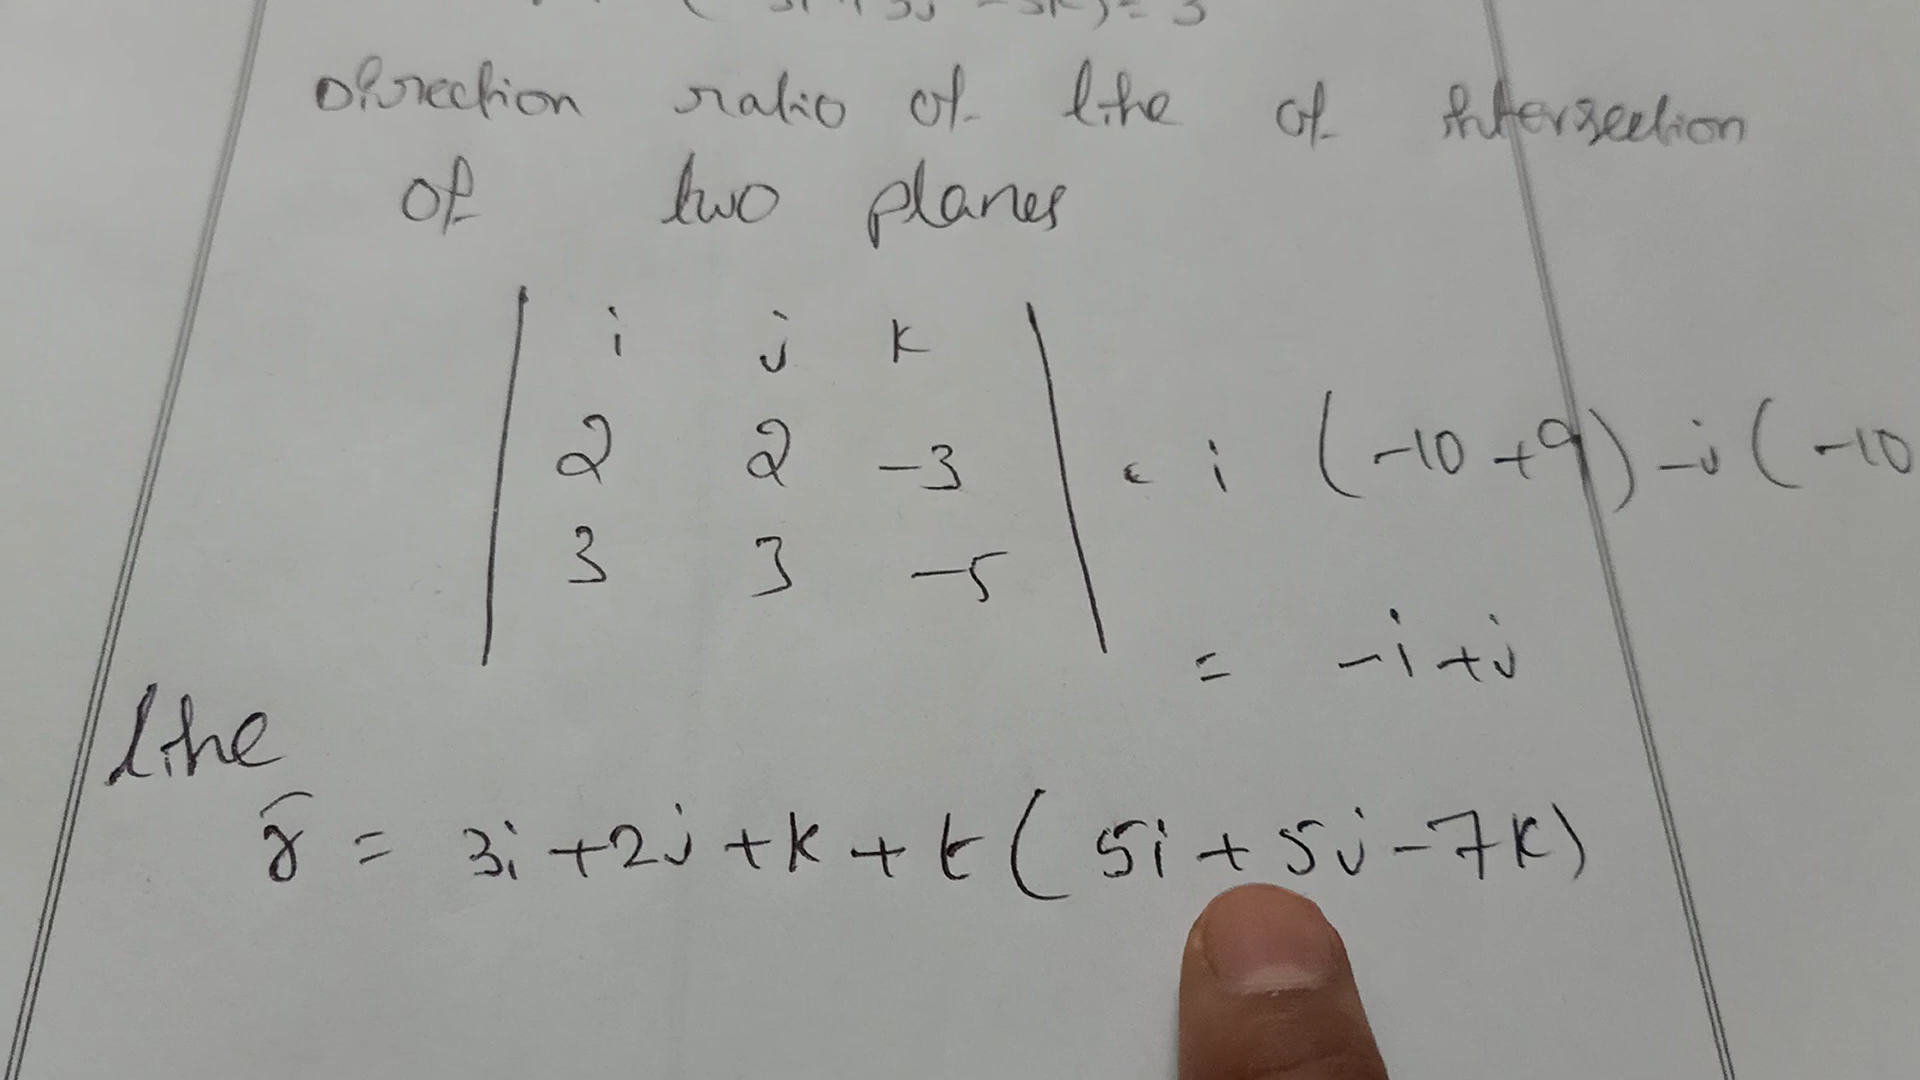 Direction ratio of line of intersection
of two planes
| i j k |
| 2 2 -3 | = i (-10 +9) -j (-10
| 3 3 -5 |
= -i +j
line
r̄ = 3i +2j +k + t ( 5i + 5j -7k)